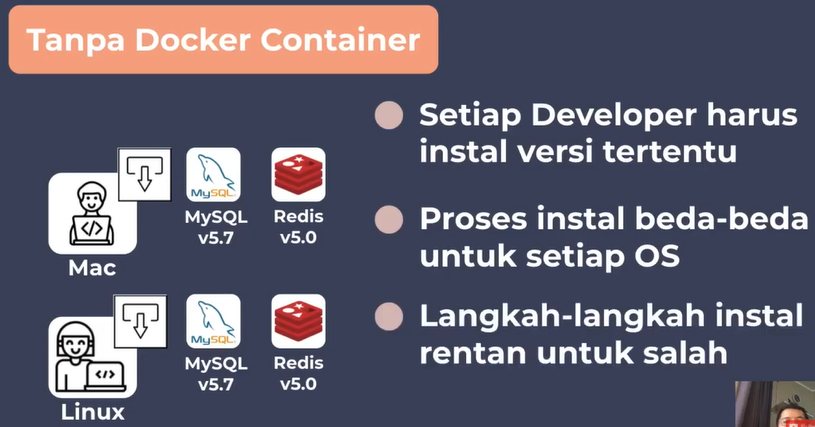 Tanpa Docker Container
Setiap Developer harus
instal versi tertentu
Proses instal beda-beda
untuk setiap OS
Langkah-langkah instal
rentan untuk salah
MySQL
Redis
MySQL
v5.7
Redis
v5.0
Mac
</>
MySQL
MySQL
v5.7
Redis
v5.0
Linux
</>